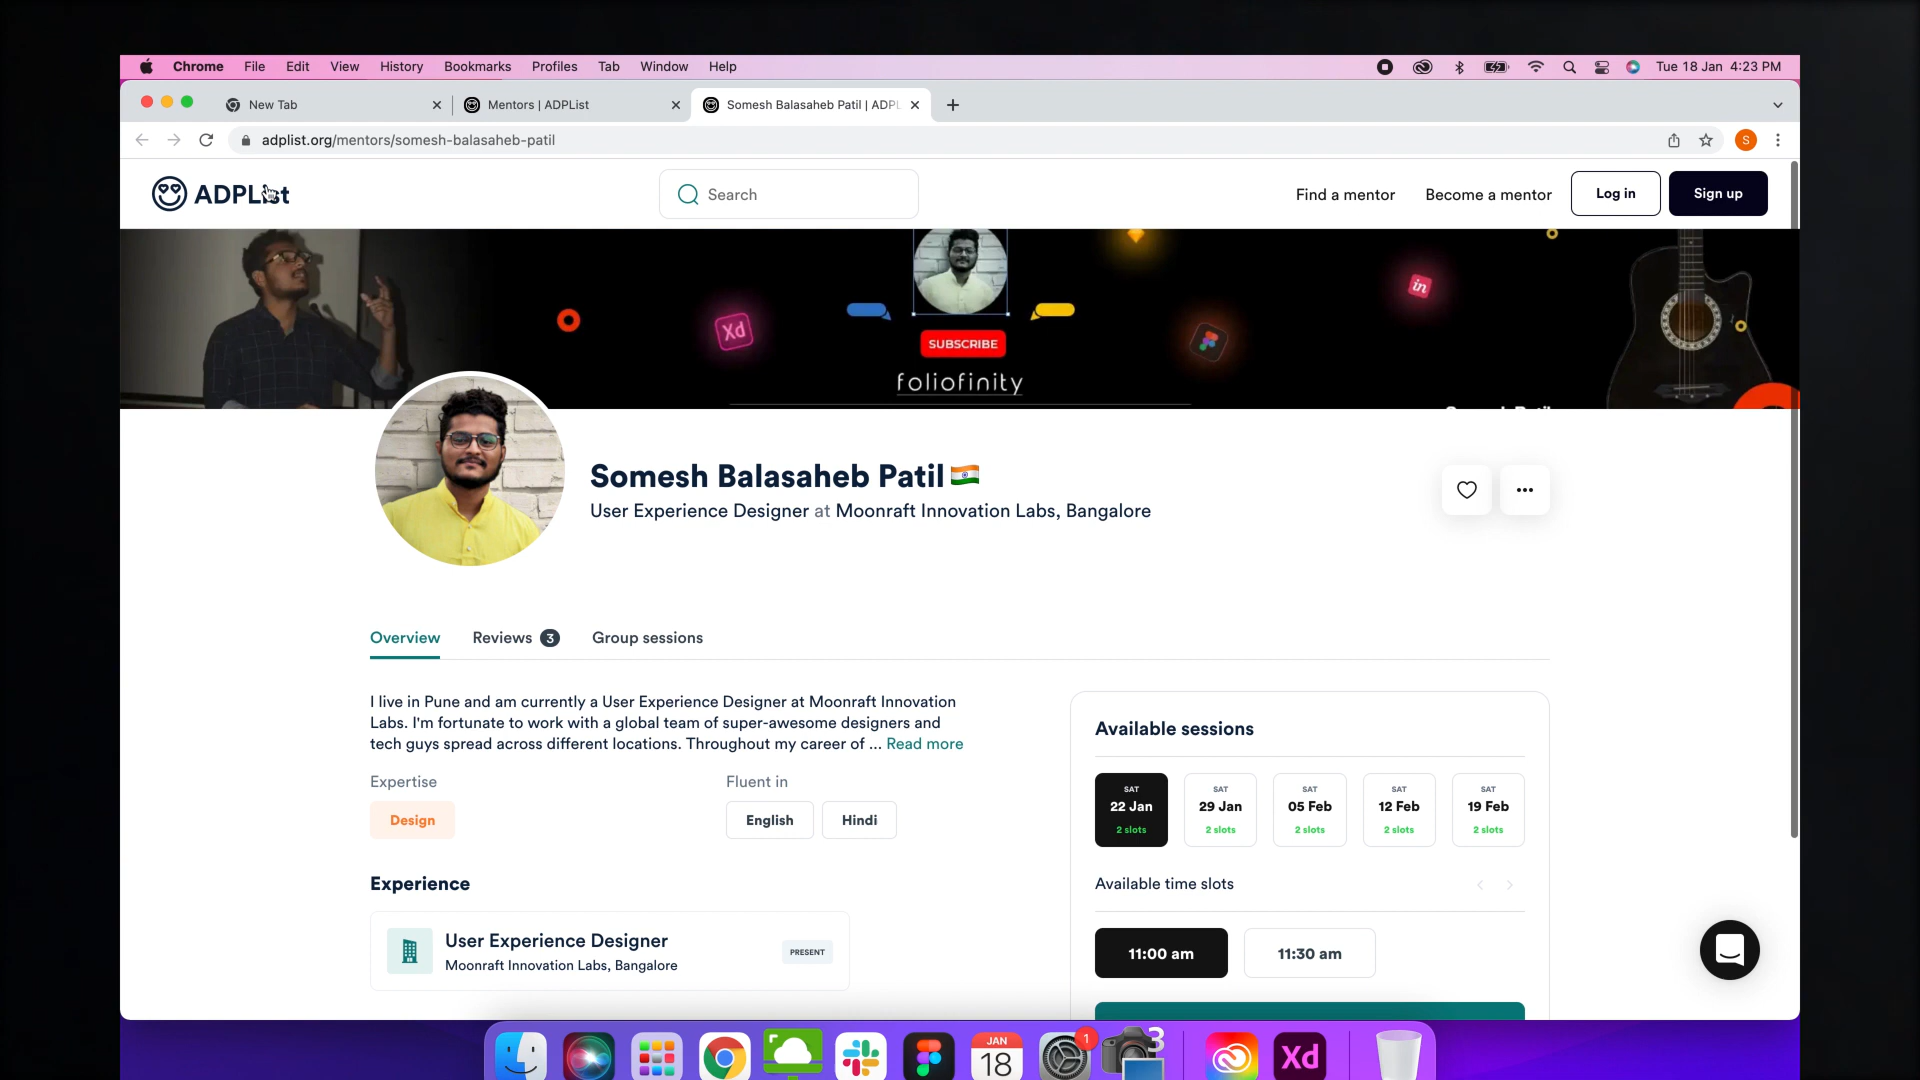 Chrome File Edit View History Bookmarks Profiles Tab Window Help Tue 18 Jan 4:23 PM
New Tab Mentors | ADPList Somesh Balasaheb Patil | ADPL
adplist.org/mentors/somesh-balasaheb-patil S
ADPList Search Find a mentor Become a mentor Log in Sign up
in
Xd
SUBSCRIBE
foliofinity
Somesh Balasaheb Patil
User Experience Designer at Moonraft Innovation Labs, Bangalore
Overview Reviews 3 Group sessions
I live in Pune and am currently a User Experience Designer at Moonraft Innovation
Labs. I'm fortunate to work with a global team of super-awesome designers and
tech guys spread across different locations. Throughout my career of ... Read more
Expertise Fluent in
Design English Hindi
Experience
User Experience Designer
Moonraft Innovation Labs, Bangalore
PRESENT
Available sessions
SAT SAT SAT SAT SAT
22 Jan 29 Jan 05 Feb 12 Feb 19 Feb
2 slots 2 slots 2 slots 2 slots 2 slots
Available time slots
11:00 am 11:30 am
JAN
18
1
3
Xd